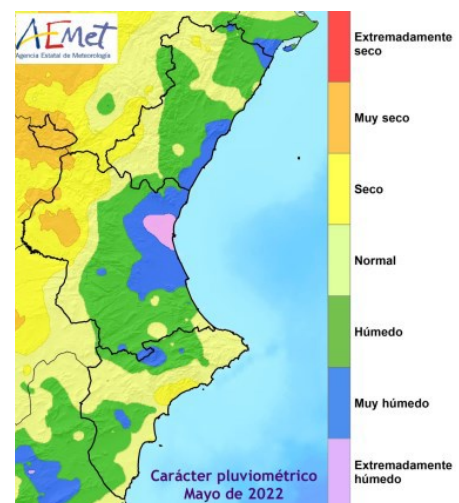 AEMet
Agencia Estatal de Meteorología
Extremadamente
seco
Muy seco
Seco
Normal
Húmedo
Muy húmedo
Extremadamente
húmedo
Carácter pluviométrico
Mayo de 2022